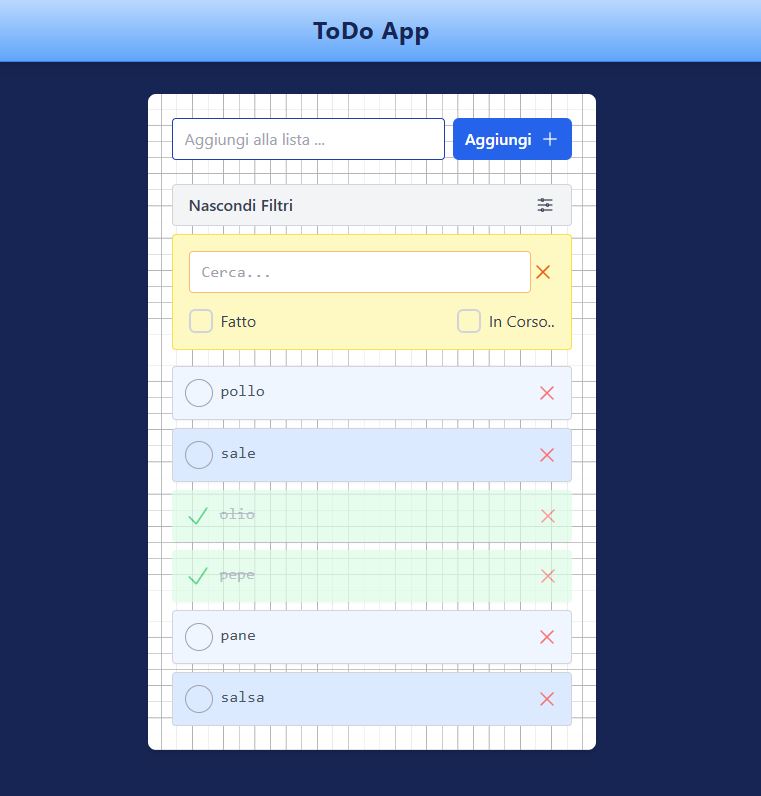 ToDo App
Aggiungi alla lista ...
Aggiungi
Nascondi Filtri
Cerca...
Fatto
In Corso..
pollo
sale
olio
pepe
pane
salsa